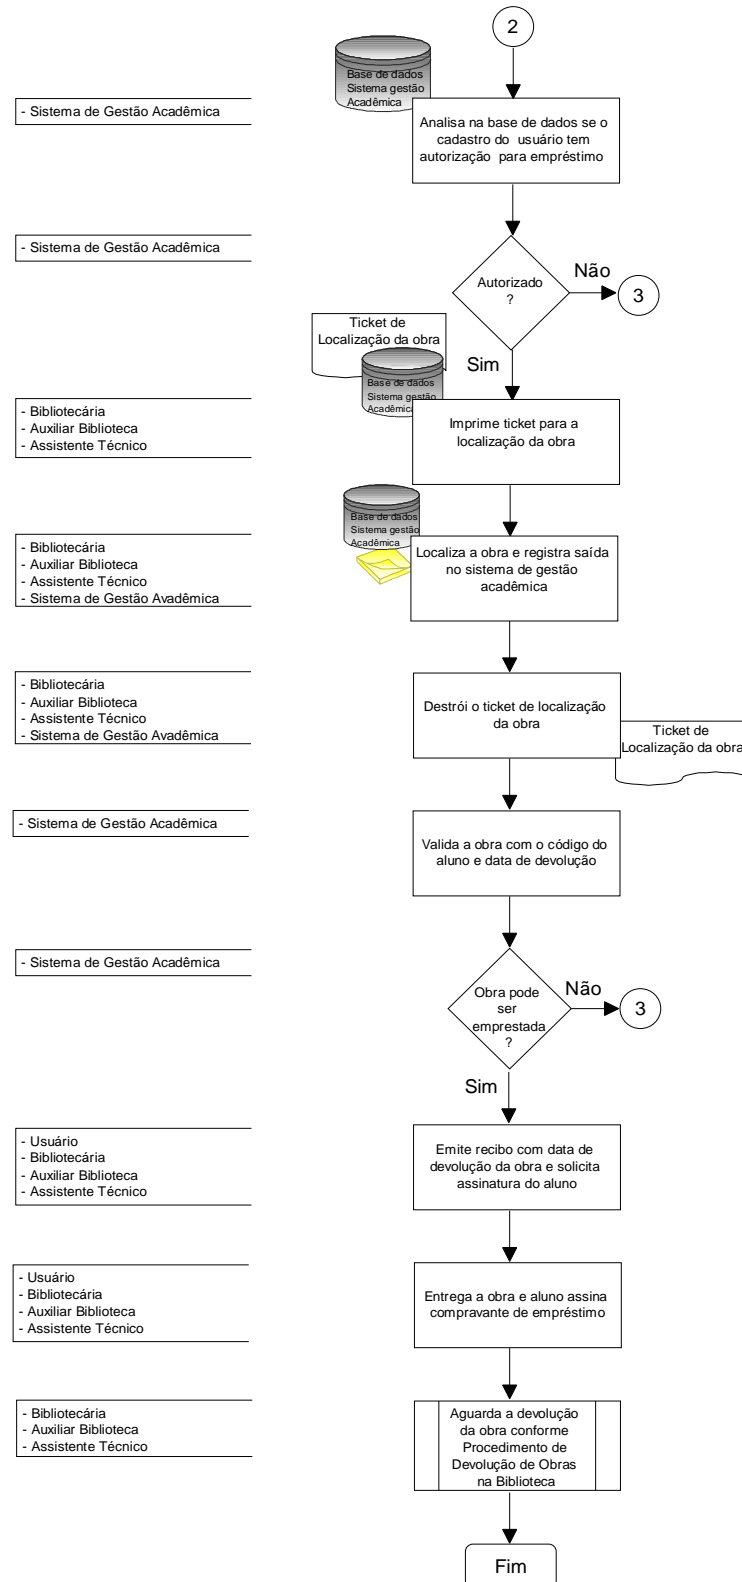 2
Base de dados
Sistema gestão
Acadêmica
- Sistema de Gestão Acadêmica
Analisa na base de dados se o
cadastro do usuário tem
autorização para empréstimo
- Sistema de Gestão Acadêmica
Autorizado
?
Não
3
Sim
Ticket de
Localização da obra
Base de dados
Sistema gestão
Acadêmica
- Bibliotecária
- Auxiliar Biblioteca
- Assistente Técnico
Imprime ticket para a
localização da obra
Base de dados
Sistema gestão
Acadêmica
- Bibliotecária
- Auxiliar Biblioteca
- Assistente Técnico
- Sistema de Gestão Avadêmica
Localiza a obra e registra saída
no sistema de gestão
acadêmica
- Bibliotecária
- Auxiliar Biblioteca
- Assistente Técnico
- Sistema de Gestão Avadêmica
Destrói o ticket de localização
da obra
Ticket de
Localização da obra
- Sistema de Gestão Acadêmica
Valida a obra com o código do
aluno e data de devolução
- Sistema de Gestão Acadêmica
Obra pode
ser
emprestada
?
Não
3
Sim
- Usuário
- Bibliotecária
- Auxiliar Biblioteca
- Assistente Técnico
Emite recibo com data de
devolução da obra e solicita
assinatura do aluno
- Usuário
- Bibliotecária
- Auxiliar Biblioteca
- Assistente Técnico
Entrega a obra e aluno assina
compravante de empréstimo
- Bibliotecária
- Auxiliar Biblioteca
- Assistente Técnico
Aguarda a devolução
da obra conforme
Procedimento de
Devolução de Obras
na Biblioteca
Fim